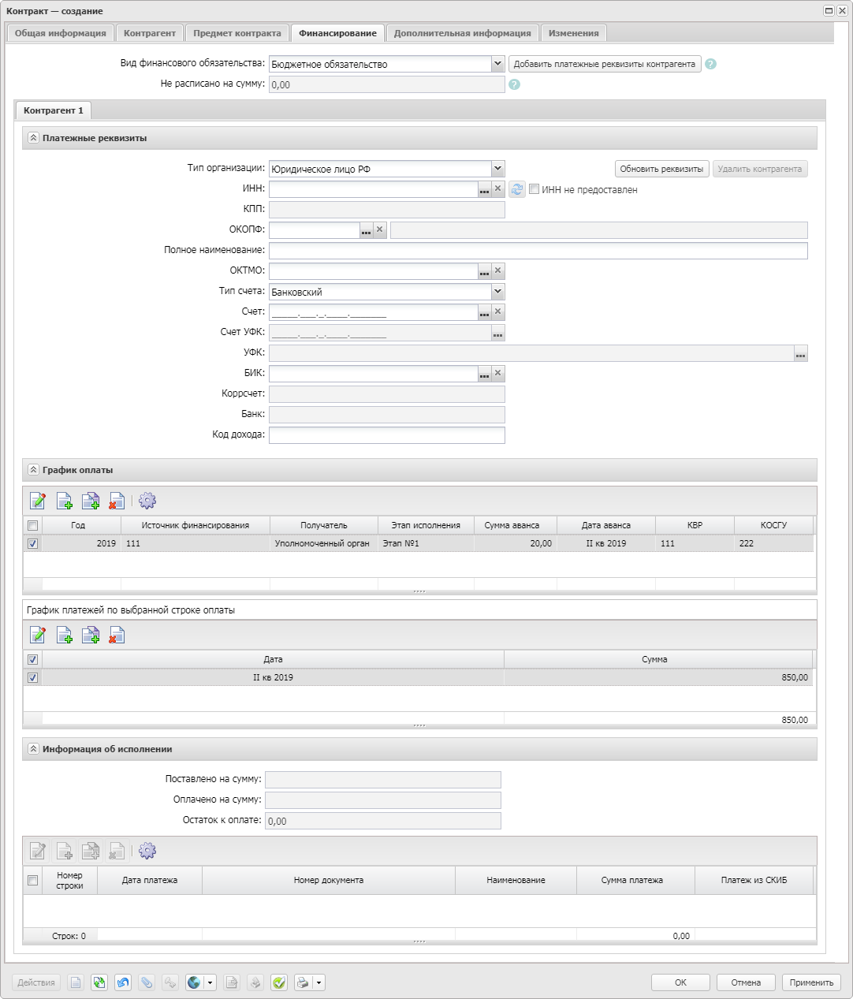 Контракт — создание
Общая информация Контрагент Предмет контракта Финансирование Дополнительная информация Изменения
Вид финансового обязательства: Бюджетное обязательство Добавить платежные реквизиты контрагента ?
Не расписано на сумму: 0,00 ?
Контрагент 1
Платежные реквизиты
Тип организации: Юридическое лицо РФ Обновить реквизиты Удалить контрагента
ИНН: ... ИНН не предоставлен
КПП:
ОКОПФ: ...
Полное наименование:
ОКТМО: ...
Тип счета: Банковский
Счет: _____.___._.____._______ ...
Счет УФК: _____.___._.____._______ ...
УФК: ...
БИК: ...
Коррсчет:
Банк:
Код дохода:
График оплаты
Год Источник финансирования Получатель Этап исполнения Сумма аванса Дата аванса КВР КОСГУ
2019 111 Уполномоченный орган Этап №1 20,00 II кв 2019 111 222
График платежей по выбранной строке оплаты
Дата Сумма
II кв 2019 850,00
850,00
Информация об исполнении
Поставлено на сумму:
Оплачено на сумму:
Остаток к оплате: 0,00
Номер строки Дата платежа Номер документа Наименование Сумма платежа Платеж из СКИБ
Строк: 0 0,00
Действия ОК Отмена Применить